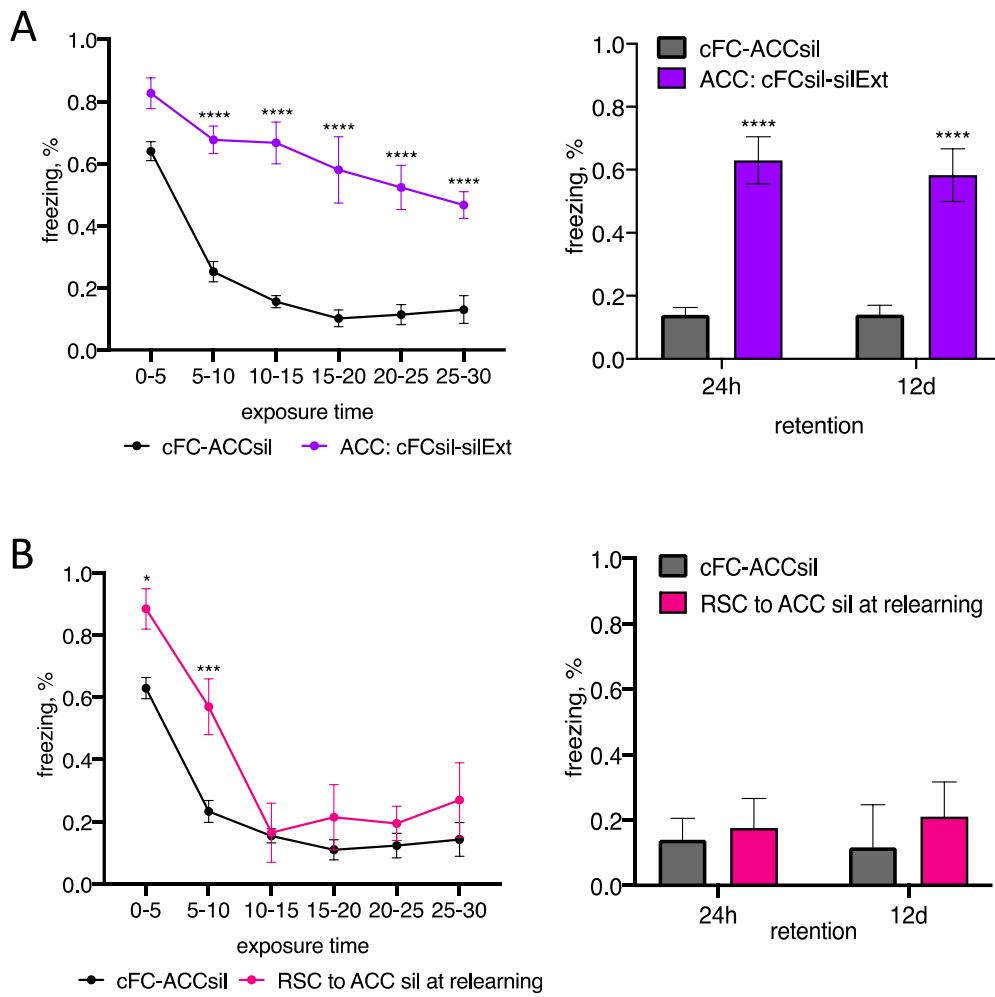 A
freezing, %
1.0
0.8
0.6
0.4
0.2
0.0
**** **** **** **** ****
0-5 5-10 10-15 15-20 20-25 25-30
exposure time
cFC-ACCsil ACC: cFCsil-silExt
cFC-ACCsil
ACC: cFCsil-silExt
freezing, %
1.0
0.8
0.6
0.4
0.2
0.0
**** ****
24h 12d
retention
B
freezing, %
1.0
0.8
0.6
0.4
0.2
0.0
*
***
0-5 5-10 10-15 15-20 20-25 25-30
exposure time
cFC-ACCsil RSC to ACC sil at relearning
cFC-ACCsil
RSC to ACC sil at relearning
freezing, %
1.0
0.8
0.6
0.4
0.2
0.0
24h 12d
retention